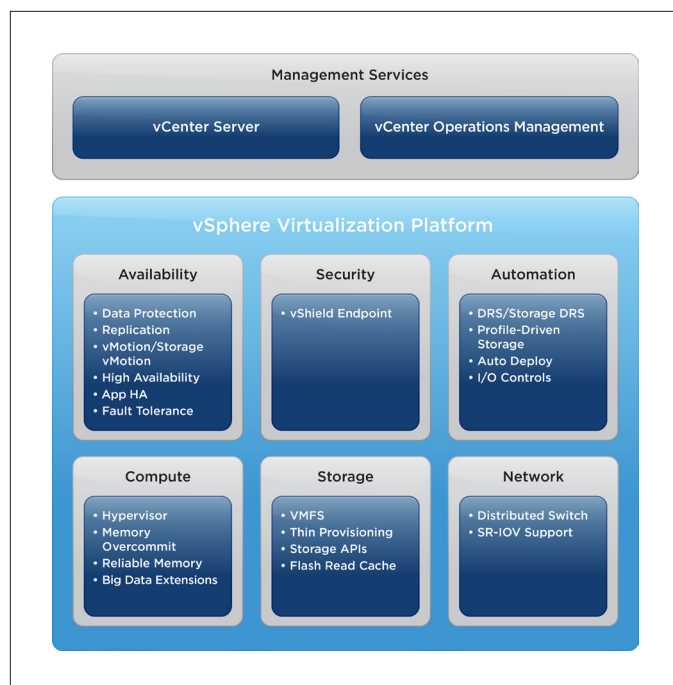 Management Services
vCenter Server
vCenter Operations Management
vSphere Virtualization Platform
Availability
• Data Protection
• Replication
• vMotion/Storage
vMotion
• High Availability
• App HA
• Fault Tolerance
Security
• vShield Endpoint
Automation
• DRS/Storage DRS
• Profile-Driven
Storage
• Auto Deploy
• I/O Controls
Compute
• Hypervisor
• Memory
Overcommit
• Reliable Memory
• Big Data Extensions
Storage
• VMFS
• Thin Provisioning
• Storage APIs
• Flash Read Cache
Network
• Distributed Switch
• SR-IOV Support